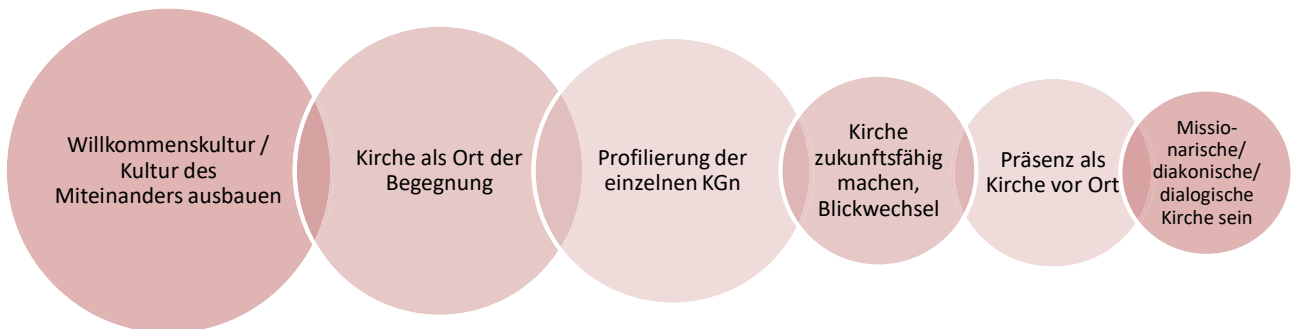 Willkommenskultur /
Kultur des
Miteinanders ausbauen
Kirche als Ort der
Begegnung
Profilierung der
einzelnen KGn
Kirche
zukunftsfähig
machen,
Blickwechsel
Präsenz als
Kirche vor Ort
Missio-
narische/
diakonische/
dialogische
Kirche sein